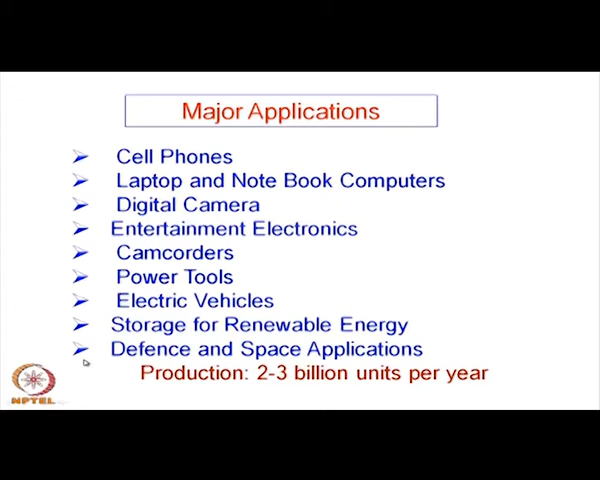 Major Applications
Cell Phones
Laptop and Note Book Computers
Digital Camera
Entertainment Electronics
Camcorders
Power Tools
Electric Vehicles
Storage for Renewable Energy
Defence and Space Applications
Production: 2-3 billion units per year
NPTEL